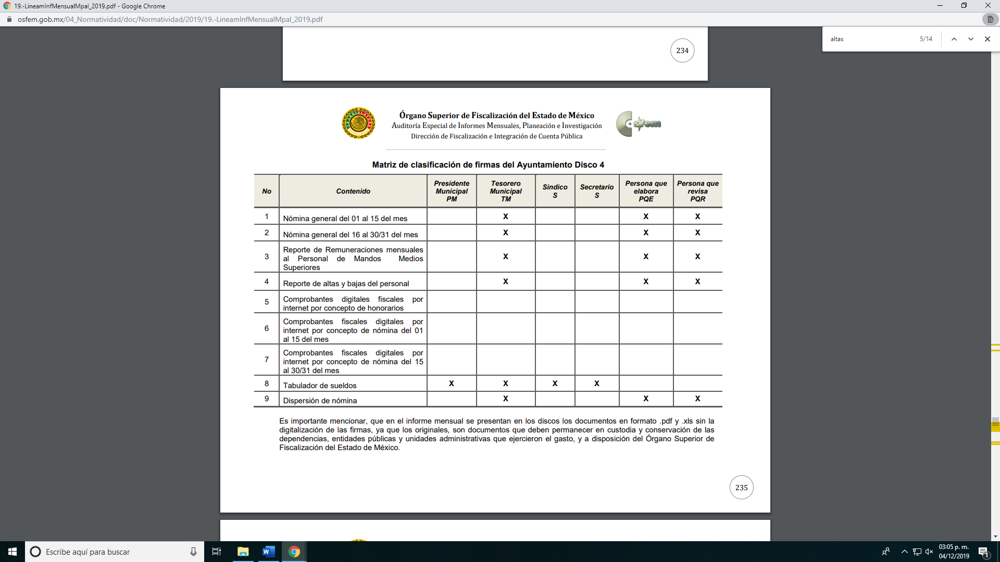 19.-LineamInfMensualMpal_2019.pdf - Google Chrome
osfem.gob.mx/04_Normatividad/doc/Normatividad/2019/19.-LineamInfMensualMpal_2019.pdf
altas 5/14
234
Órgano Superior de Fiscalización del Estado de México
Auditoría Especial de Informes Mensuales, Planeación e Investigación
Dirección de Fiscalización e Integración de Cuenta Pública
Osfem
Matriz de clasificación de firmas del Ayuntamiento Disco 4
No Contenido Presidente Municipal PM Tesorero Municipal TM Sindico S Secretario S Persona que elabora PQE Persona que revisa PQR
1 Nómina general del 01 al 15 del mes X X X
2 Nómina general del 16 al 30/31 del mes X X X
3 Reporte de Remuneraciones mensuales
al Personal de Mandos Medios
Superiores X X X
4 Reporte de altas y bajas del personal X X X
5 Comprobantes digitales fiscales por
internet por concepto de honorarios
6 Comprobantes fiscales digitales por
internet por concepto de nómina del 01
al 15 del mes
7 Comprobantes fiscales digitales por
internet por concepto de nómina del 15
al 30/31 del mes
8 Tabulador de sueldos X X X X
9 Dispersión de nómina X X X
Es importante mencionar, que en el informe mensual se presentan en los discos los documentos en formato .pdf y .xls sin la
digitalización de las firmas, ya que los originales, son documentos que deben permanecer en custodia y conservación de las
dependencias, entidades públicas y unidades administrativas que ejercieron el gasto, y a disposición del Órgano Superior de
Fiscalización del Estado de México.
235
Escribe aquí para buscar
03:05 p. m.
04/12/2019
1